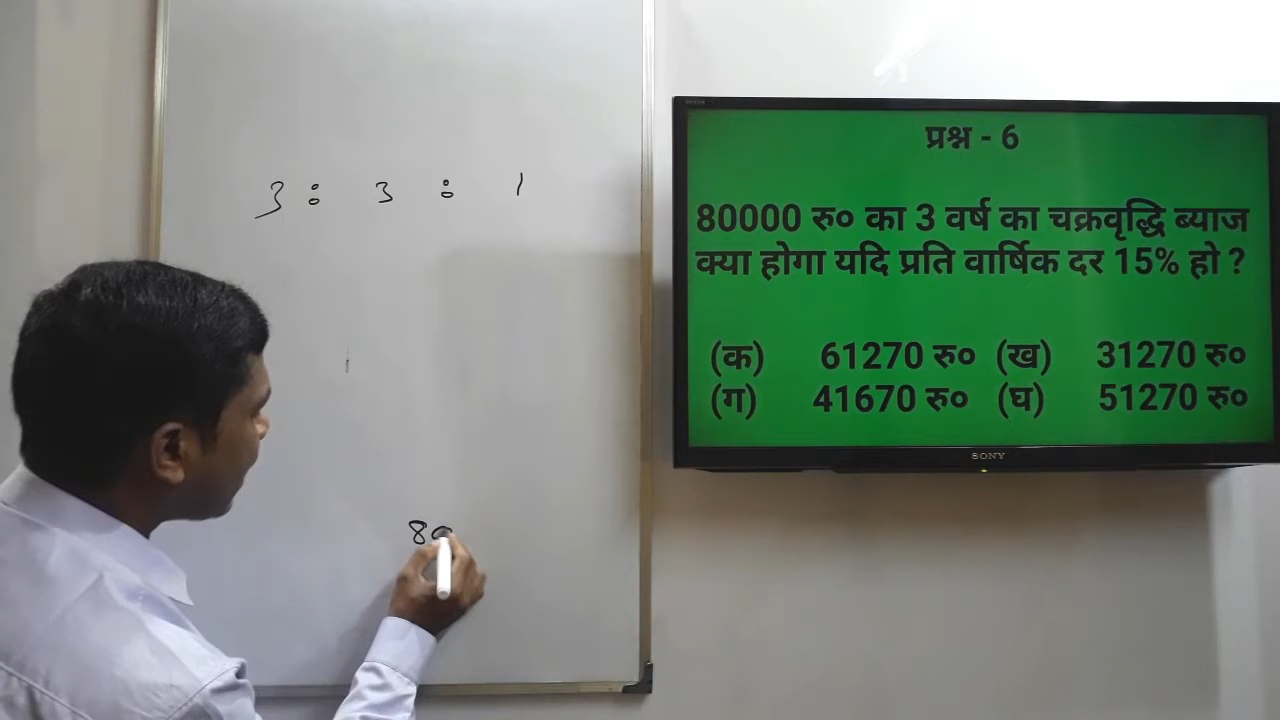 3 : 3 : 1
80
प्रश्न - 6
80000 रु० का 3 वर्ष का चक्रवृद्धि ब्याज
क्या होगा यदि प्रति वार्षिक दर 15% हो ?
(क) 61270 रु० (ख) 31270 रु०
(ग) 41670 रु० (घ) 51270 रु०
SONY